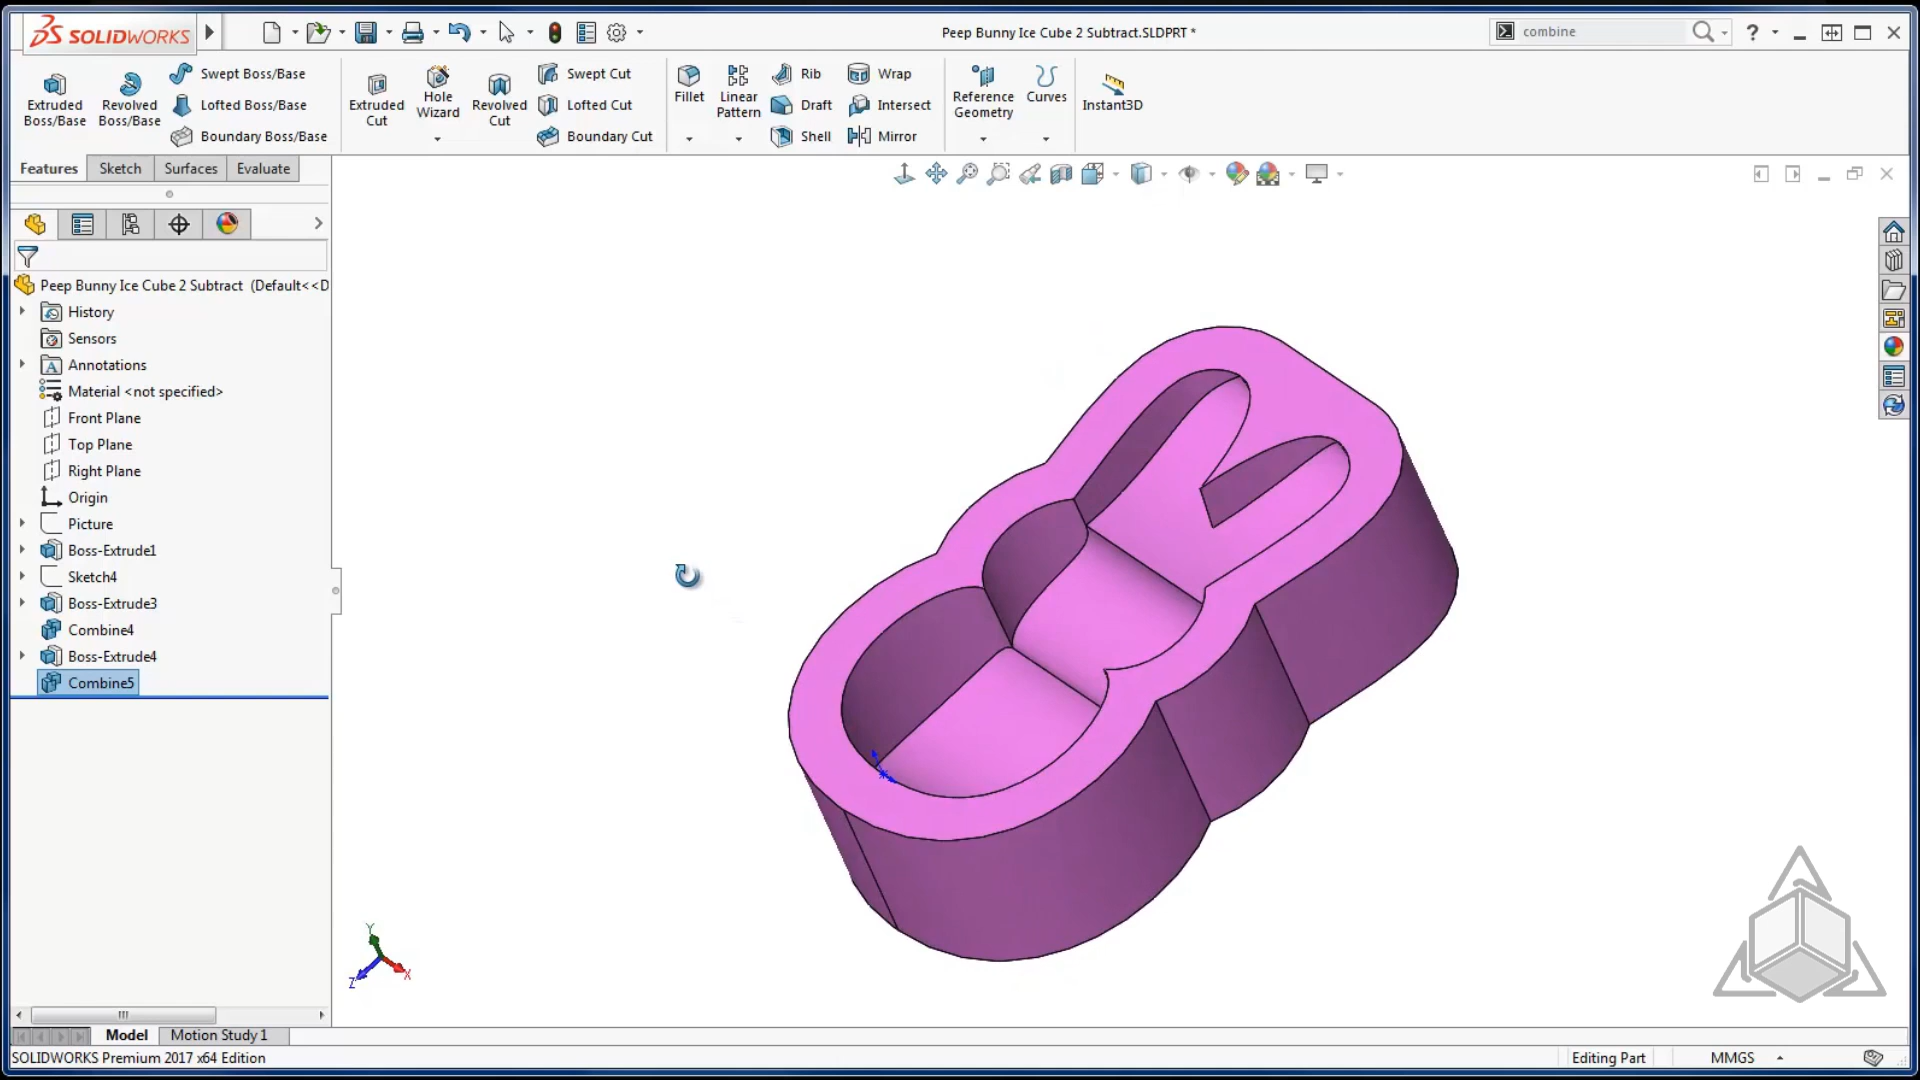 SOLIDWORKS
Peep Bunny Ice Cube 2 Subtract.SLDPRT *
combine
?
Extruded
Boss/Base
Revolved
Boss/Base
Swept Boss/Base
Lofted Boss/Base
Boundary Boss/Base
Extruded
Cut
Hole
Wizard
Revolved
Cut
Swept Cut
Lofted Cut
Boundary Cut
Fillet
Linear
Pattern
Rib
Draft
Shell
Wrap
Intersect
Mirror
Reference
Geometry
Curves
Instant3D
Features
Sketch
Surfaces
Evaluate
Peep Bunny Ice Cube 2 Subtract (Default<<D
History
Sensors
Annotations
Material <not specified>
Front Plane
Top Plane
Right Plane
Origin
Picture
Boss-Extrude1
Sketch4
Boss-Extrude3
Combine4
Boss-Extrude4
Combine5
Y
Z
X
Model
Motion Study 1
SOLIDWORKS Premium 2017 x64 Edition
Editing Part
MMGS